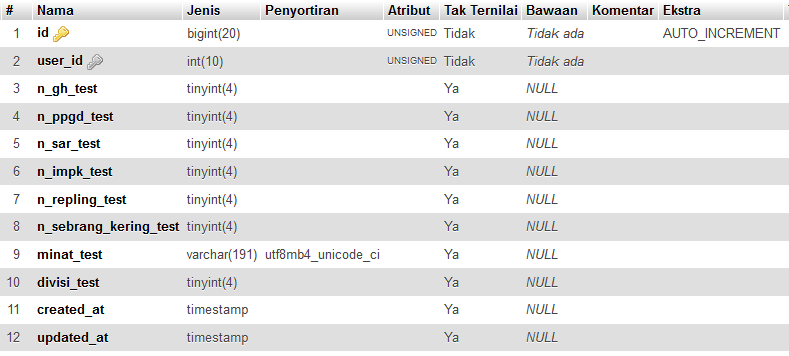 # Nama Jenis Penyortiran Atribut Tak Ternilai Bawaan Komentar Ekstra
1 id bigint(20) UNSIGNED Tidak Tidak ada AUTO_INCREMENT
2 user_id int(10) UNSIGNED Tidak Tidak ada
3 n_gh_test tinyint(4) Ya NULL
4 n_ppgd_test tinyint(4) Ya NULL
5 n_sar_test tinyint(4) Ya NULL
6 n_impk_test tinyint(4) Ya NULL
7 n_repling_test tinyint(4) Ya NULL
8 n_sebrang_kering_test tinyint(4) Ya NULL
9 minat_test varchar(191) utf8mb4_unicode_ci Ya NULL
10 divisi_test tinyint(4) Ya NULL
11 created_at timestamp Ya NULL
12 updated_at timestamp Ya NULL